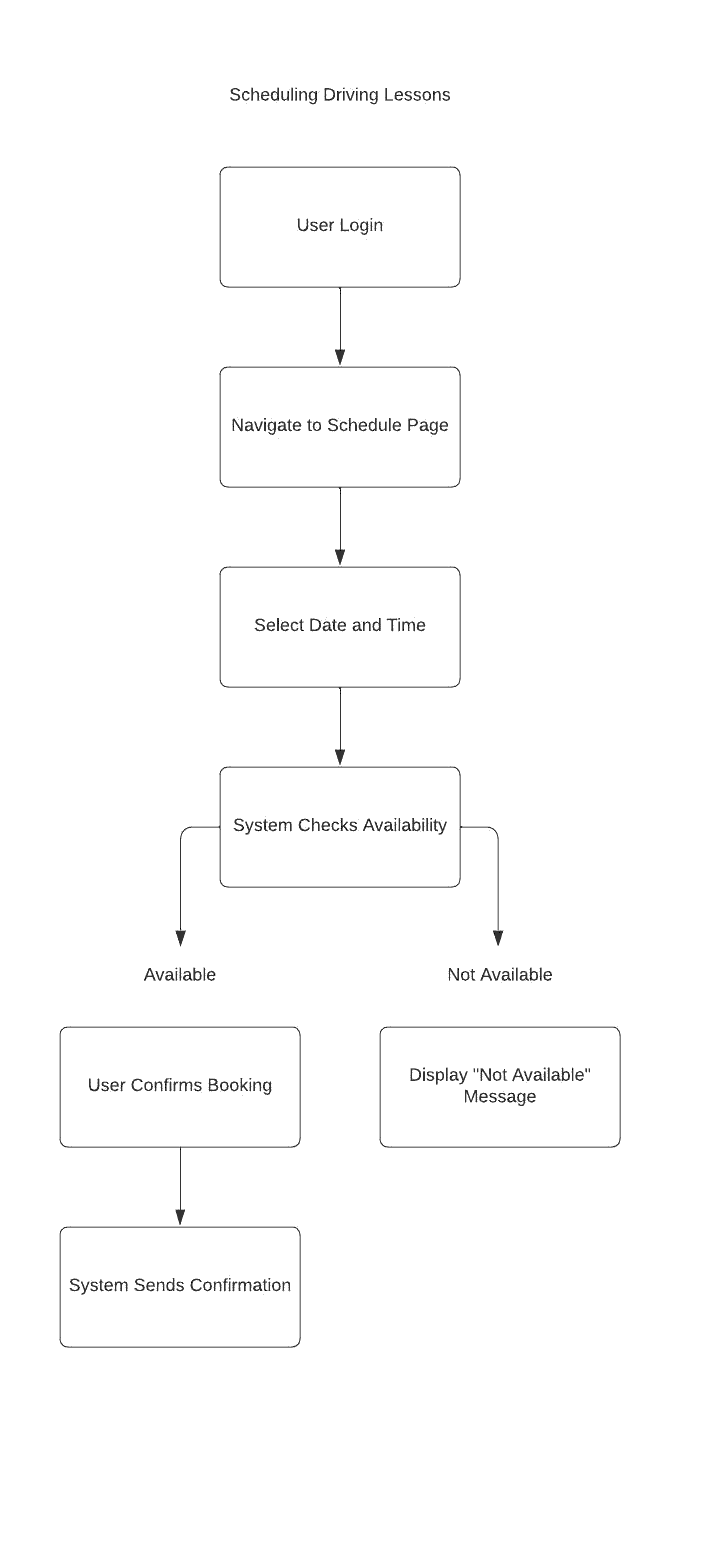 Scheduling Driving Lessons
User Login
Navigate to Schedule Page
Select Date and Time
System Checks Availability
Available
Not Available
User Confirms Booking
Display "Not Available"
Message
System Sends Confirmation